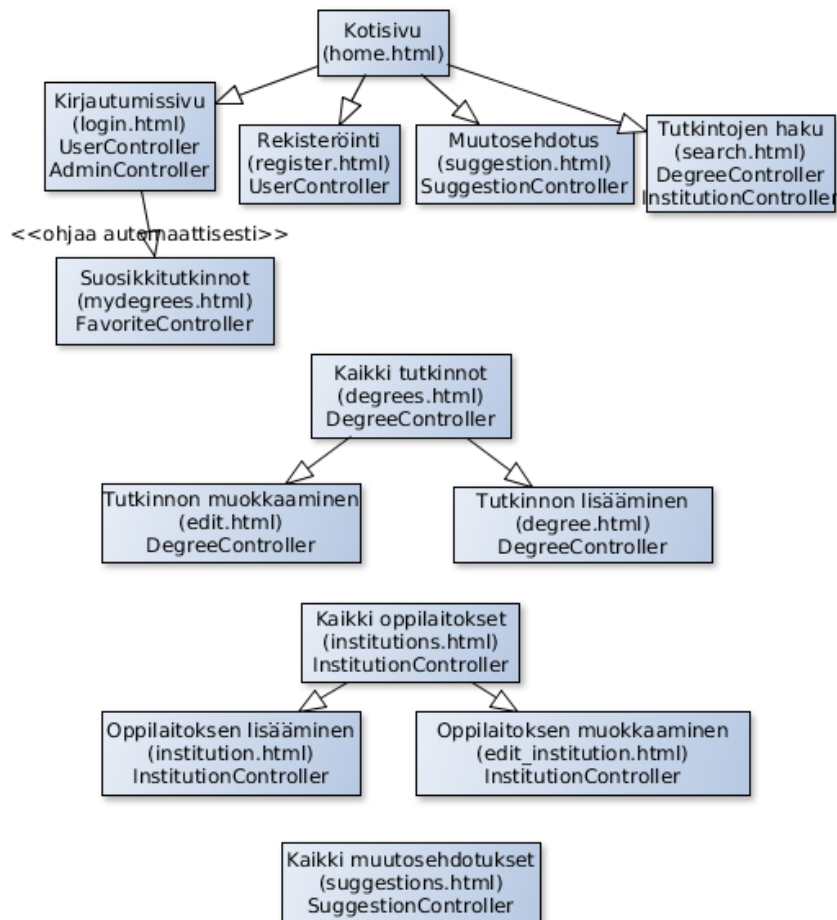 Kotisivu
(home.html)
Kirjautumissivu
(login.html)
UserController
AdminController
Rekisteröinti
(register.html)
UserController
Muutosehdotus
(suggestion.html)
SuggestionController
Tutkintojen haku
(search.html)
DegreeController
InstitutionController
<<ohjaa automaattisesti>>
Suosikkitutkinnot
(mydegrees.html)
FavoriteController
Kaikki tutkinnot
(degrees.html)
DegreeController
Tutkinnon muokkaaminen
(edit.html)
DegreeController
Tutkinnon lisääminen
(degree.html)
DegreeController
Kaikki oppilaitokset
(institutions.html)
InstitutionController
Oppilaitoksen lisääminen
(institution.html)
InstitutionController
Oppilaitoksen muokkaaminen
(edit_institution.html)
InstitutionController
Kaikki muutosehdotukset
(suggestions.html)
SuggestionController